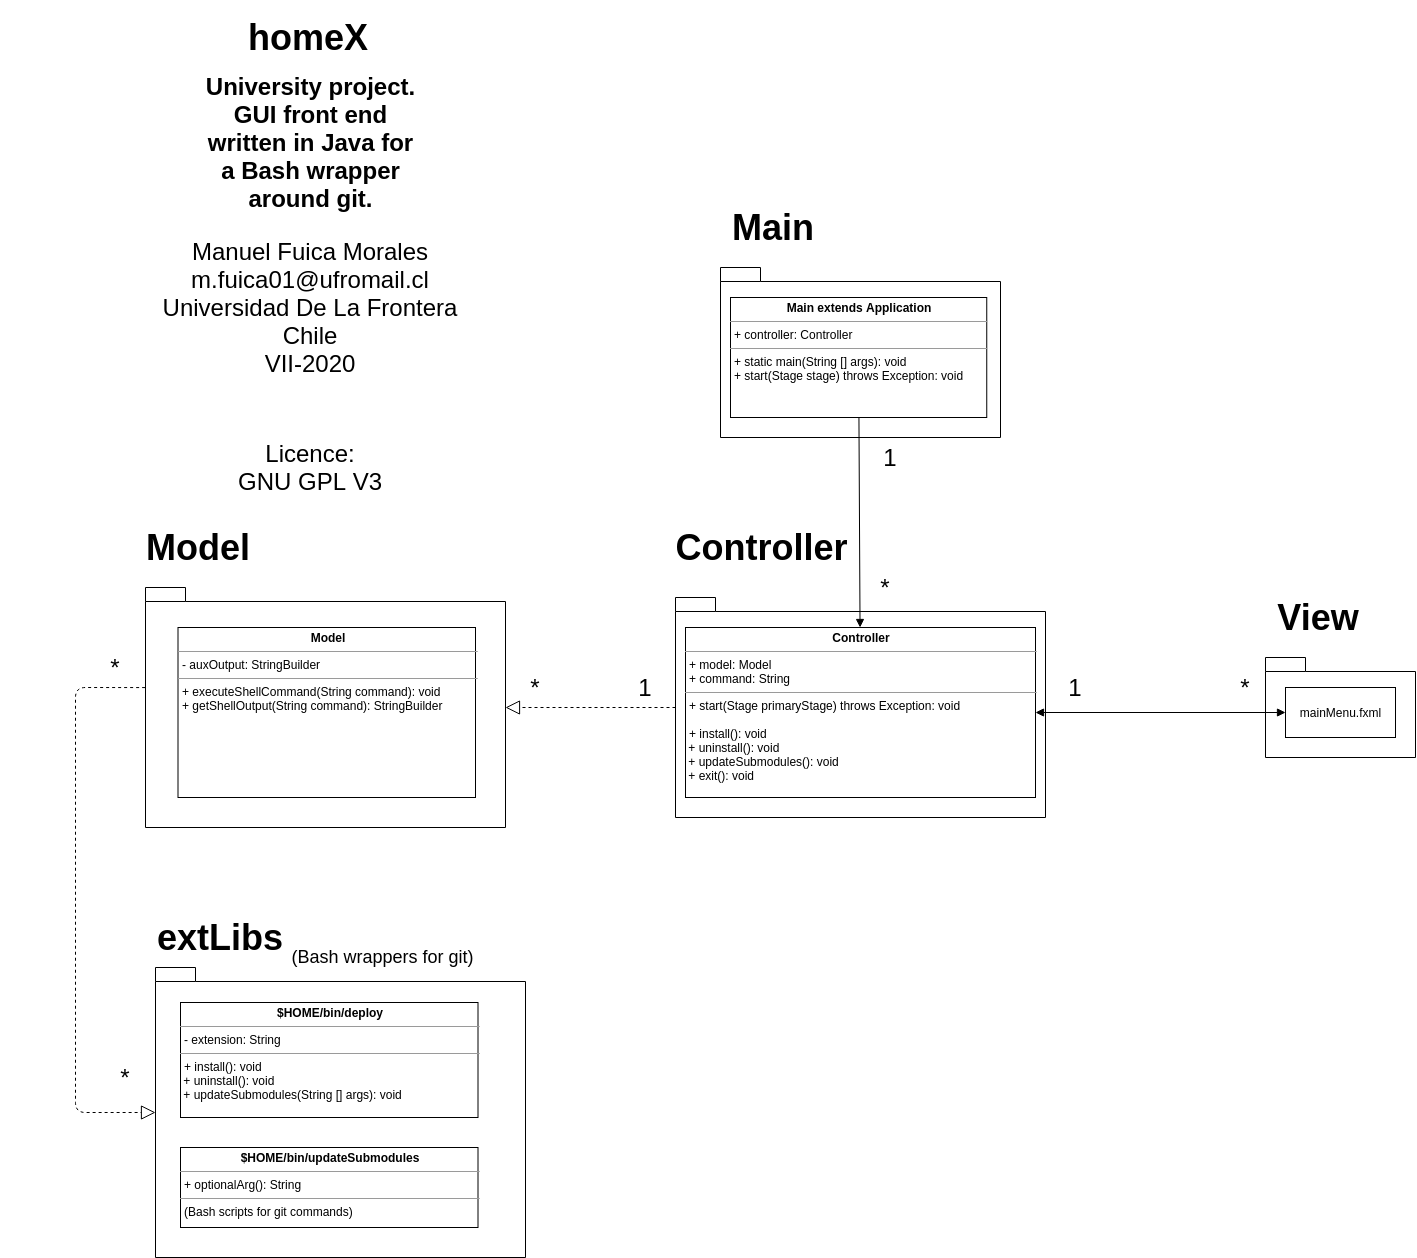 homeX
University project.
GUI front end
written in Java for
a Bash wrapper
around git.
Manuel Fuica Morales
m.fuica01@ufromail.cl
Universidad De La Frontera
Chile
VII-2020
Licence:
GNU GPL V3
Main
Main extends Application
+ controller: Controller
+ static main(String [] args): void
+ start(Stage stage) throws Exception: void
1
*
Model
Model
- auxOutput: StringBuilder
+ executeShellCommand(String command): void
+ getShellOutput(String command): StringBuilder
*
*
1
Controller
Controller
+ model: Model
+ command: String
+ start(Stage primaryStage) throws Exception: void
+ install(): void
+ uninstall(): void
+ updateSubmodules(): void
+ exit(): void
1
*
View
mainMenu.fxml
extLibs
(Bash wrappers for git)
$HOME/bin/deploy
- extension: String
+ install(): void
+ uninstall(): void
+ updateSubmodules(String [] args): void
*
$HOME/bin/updateSubmodules
+ optionalArg(): String
(Bash scripts for git commands)